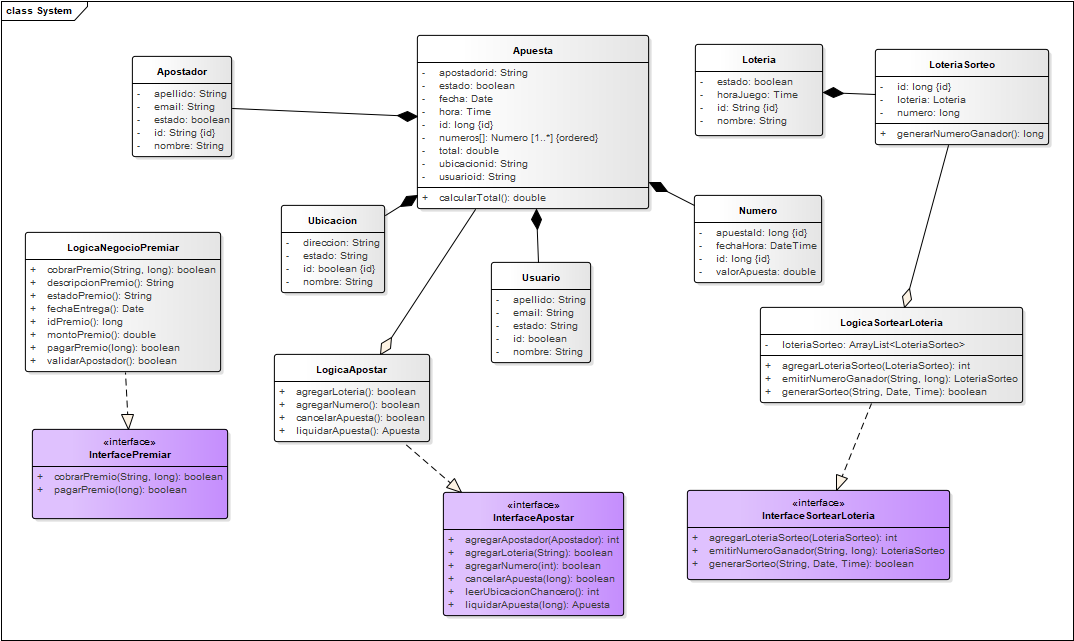 class System
Apostador
- apellido: String
- email: String
- estado: boolean
- id: String {id}
- nombre: String
Apuesta
- apostadorid: String
- estado: boolean
- fecha: Date
- hora: Time
- id: long {id}
- numeros[]: Numero [1..*] {ordered}
- total: double
- ubicacionid: String
- usuarioid: String
+ calcularTotal(): double
Loteria
- estado: boolean
- horaJuego: Time
- id: String {id}
- nombre: String
LoteriaSorteo
- id: long {id}
- loteria: Loteria
- numero: long
+ generarNumeroGanador(): long
Ubicacion
- direccion: String
- estado: String
- id: boolean {id}
- nombre: String
Numero
- apuestaId: long {id}
- fechaHora: DateTime
- id: long {id}
- valorApuesta: double
LogicaNegocioPremiar
+ cobrarPremio(String, long): boolean
+ descripcionPremio(): String
+ estadoPremio(): String
+ fechaEntrega(): Date
+ idPremio(): long
+ montoPremio(): double
+ pagarPremio(long): boolean
+ validarApostador(): boolean
Usuario
- apellido: String
- email: String
- estado: String
- id: boolean
- nombre: String
LogicaSortearLoteria
- loteriaSorteo: ArrayList<LoteriaSorteo>
+ agregarLoteriaSorteo(LoteriaSorteo): int
+ emitirNumeroGanador(String, long): LoteriaSorteo
+ generarSorteo(String, Date, Time): boolean
LogicaApostar
+ agregarLoteria(): boolean
+ agregarNumero(): boolean
+ cancelarApuesta(): boolean
+ liquidarApuesta(): Apuesta
«interface»
InterfacePremiar
+ cobrarPremio(String, long): boolean
+ pagarPremio(long): boolean
«interface»
InterfaceApostar
+ agregarApostador(Apostador): int
+ agregarLoteria(String): boolean
+ agregarNumero(int): boolean
+ cancelarApuesta(long): boolean
+ leerUbicacionChancero(): int
+ liquidarApuesta(long): Apuesta
«interface»
InterfaceSortearLoteria
+ agregarLoteriaSorteo(LoteriaSorteo): int
+ emitirNumeroGanador(String, long): LoteriaSorteo
+ generarSorteo(String, Date, Time): boolean